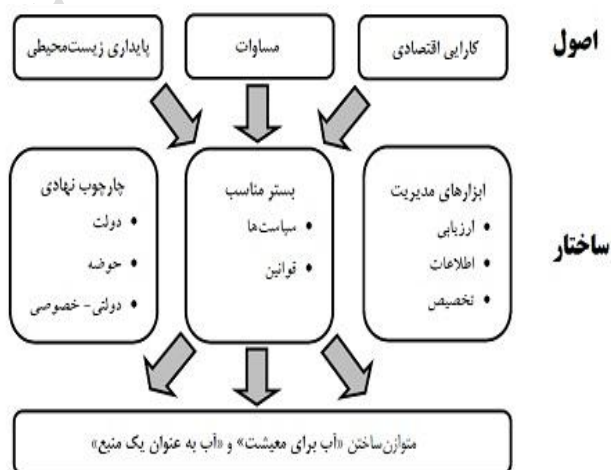 اصول
کارایی اقتصادی
مساوات
پایداری زیست‌محیطی
ساختار
ابزارهای مدیریت
• ارزیابی
• اطلاعات
• تخصیص
بستر مناسب
• سیاست‌ها
• قوانین
چارچوب نهادی
• دولت
• حوضه
• دولتی- خصوصی
متوازن‌ساختن «آب برای معیشت» و «آب به عنوان یک منبع»